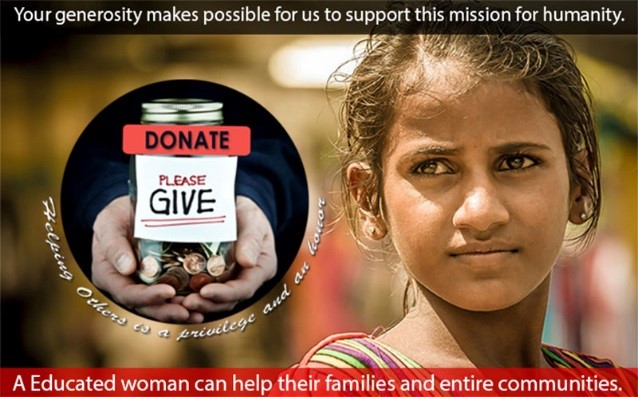 Your generosity makes possible for us to support this mission for humanity.
DONATE
PLEASE
GIVE
Helping Others is a privilege and an honor
A Educated woman can help their families and entire communities.